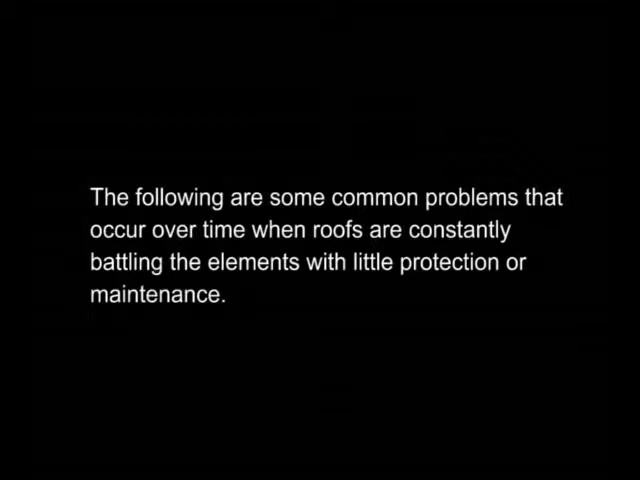 The following are some common problems that
occur over time when roofs are constantly
battling the elements with little protection or
maintenance.